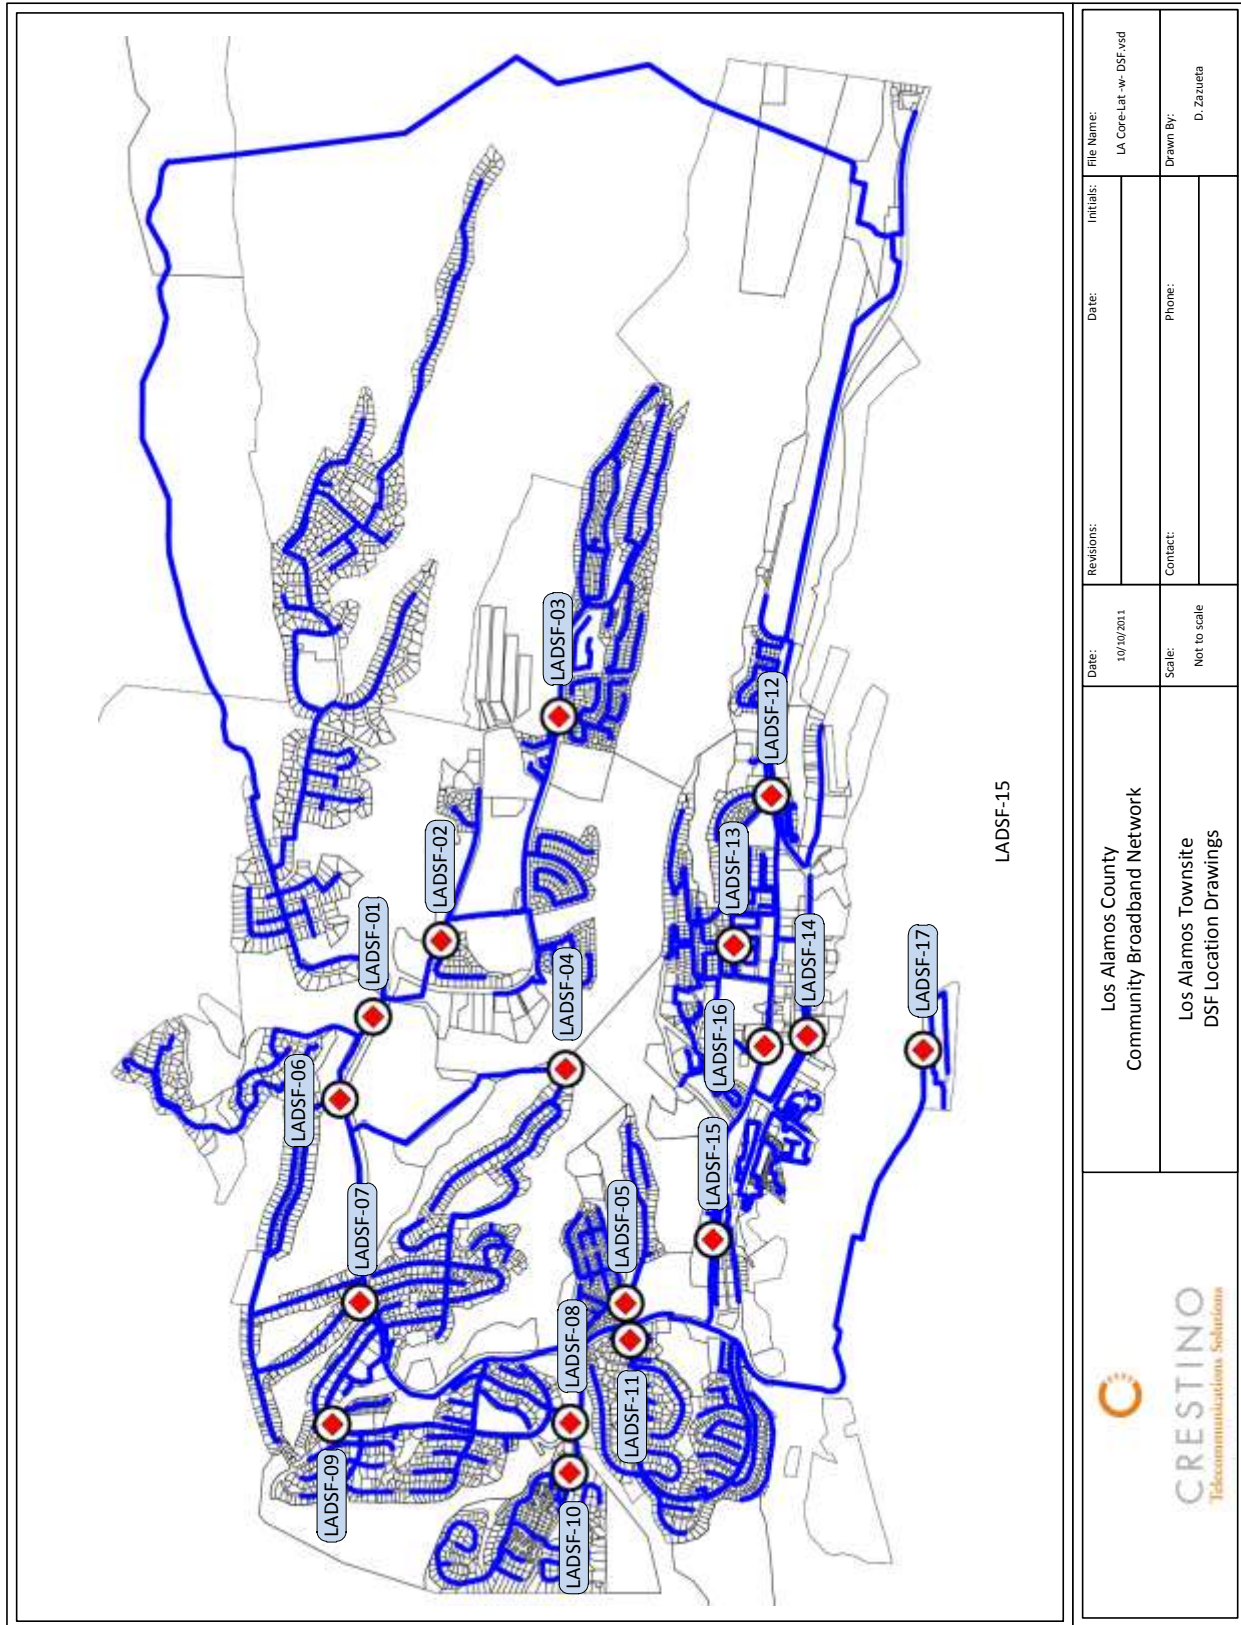 LADSF-09
LADSF-10
LADSF-07
LADSF-08
LADSF-11
LADSF-06
LADSF-05
LADSF-15
LADSF-01
LADSF-04
LADSF-16
LADSF-14
LADSF-17
LADSF-02
LADSF-13
LADSF-03
LADSF-12
LADSF-15
CRESTINO
Telecommunications Solutions
Los Alamos County
Community Broadband Network
Los Alamos Townsite
DSF Location Drawings
Date:
10/10/2011
Scale:
Not to scale
Revisions:
Date:
Initials:
Contact:
Phone:
File Name:
LA Core-Lat -w- DSF.vsd
Drawn By:
D. Zazueta